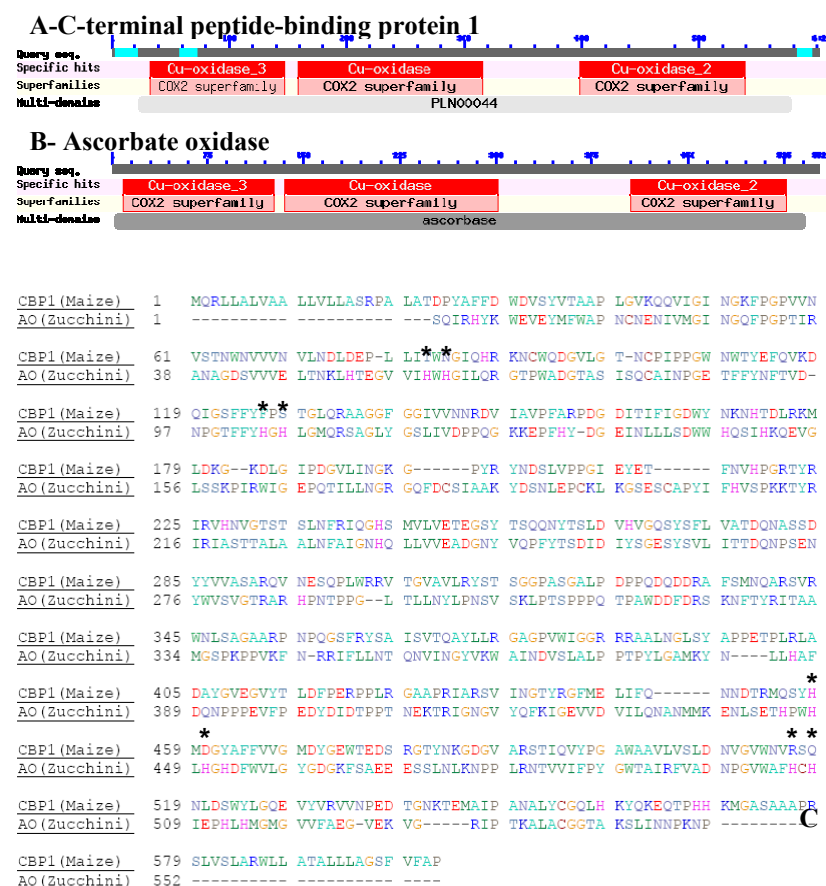 A-C-terminal peptide-binding protein 1
Query seq.
Specific hits Cu-oxidase_3 Cu-oxidase Cu-oxidase_2
Superfamilies COX2 superfamily COX2 superfamily COX2 superfamily
Multi-domains PLN00044
B- Ascorbate oxidase
75 150 225
Query seq.
Specific hits Cu-oxidase_3 Cu-oxidase Cu-oxidase_2
Superfamilies COX2 superfamily COX2 superfamily COX2 superfamily
Multi-domains ascorbase
CBP1(Maize) 1 MQRLLALVAA LLVLLASRPA LATDPYAFFD WDVSYVTAAP LGVKQQVIGI NGKFPGPVVN
AO(Zucchini) 1 ---------- ---------- --SQIRHYK WEVEYMFWAP NCNENIVMGI NGQFPGPTIR
* *
CBP1(Maize) 61 VSTNWNVVVN VLNDLDEP-L LITWNGIQHR KNCWQDGVLG T-NCPIPPGW NWTYEFQVKD
AO(Zucchini) 38 ANAGDSVVVE LTNKLHTEGV VIHWHGILQR GTPWADGTAS ISQCAINPGE TFFYNFTVD-
* *
CBP1(Maize) 119 QIGSFFYFPS TGLQRAAGGF GGIVVNNRDV IAVPFARPDG DITIFIGDWY NKNHTDLRKM
AO(Zucchini) 97 NPGTFFYHGH LGMQRSAGLY GSLIVDPPQG KKEPFHY-DG EINLLLSDWW HQSIHKQEVG
CBP1(Maize) 179 LDKG--KDLG IPDGVLINGK G-----PYR YNDSLVPPGI EYET------ FNVHPGRTYR
AO(Zucchini) 156 LSSKPIRWIG EPQTILLNGR GQFDCSIAAK YDSNLEPCKL KGSESCAPYI FHVSPKKTYR
CBP1(Maize) 225 IRVHNVGTST SLNFRIQGHS MVLVETEGSY TSQQNYTSLD VHVGQSYSFL VATDQNASSD
AO(Zucchini) 216 IRIASTTALA ALNFAIGNHQ LLVVEADGNY VQPFYTSDID IYSGESYSVL ITTDQNPSEN
CBP1(Maize) 285 YYVVASARQV NESQPLWRRV TGVAVLRYST SGGPASGALP DPPQDQDDRA FSMNQARSVR
AO(Zucchini) 276 YWVSVGTRAR HPNTPPG--L TLLNYLPNSV SKLPTSPPPQ TPAWDDFDRS KNFTYRITAA
CBP1(Maize) 345 WNLSAGAARP NPQGSFRYSA ISVTQAYLLR GAGPVWIGGR RRAALNGLSY APPETPLRLA
AO(Zucchini) 334 MGSPKPPVKF N-RRIFLLNT QNVINGYVKW AINDVSLALP PTPYLGAMKY N---LLHAF
*
CBP1(Maize) 405 DAYGVEGVYT LDFPERPPLR GAAPRIARSV INGTYRGFME LIFQ------ NNDTRMQSYH
AO(Zucchini) 389 DQNPPPEVFP EDYDIDTPPT NEKTRIGNGV YQFKIGEVVD VILQNANMMK ENLSETHPWH
* * *
CBP1(Maize) 459 MDGYAFFVVG MDYGEWTEDS RGTYNKGDGV ARSTIQVYPG AWAAVLVSLD NVGVWNVRSQ
AO(Zucchini) 449 LHGHDFWVLG YGDGKFSAEE ESSLNLKNPP LRNTVVIFPY GWTAIRFVAD NPGVWAFHCH
CBP1(Maize) 519 NLDSWYLGQE VYVRVVNPED TGNKTEMAIP PNALYCGQLH KYQKEQTPHH KMGASAAAPR
AO(Zucchini) 509 IEPHLHMGMG VVFAEG-VEK VG-----RIP TKALACGGTA KSLINNPKNP ----------
C
CBP1(Maize) 579 SLVSLARWLL ATALLLAGSF VFAP
AO(Zucchini) 552 ---------- ---------- ----